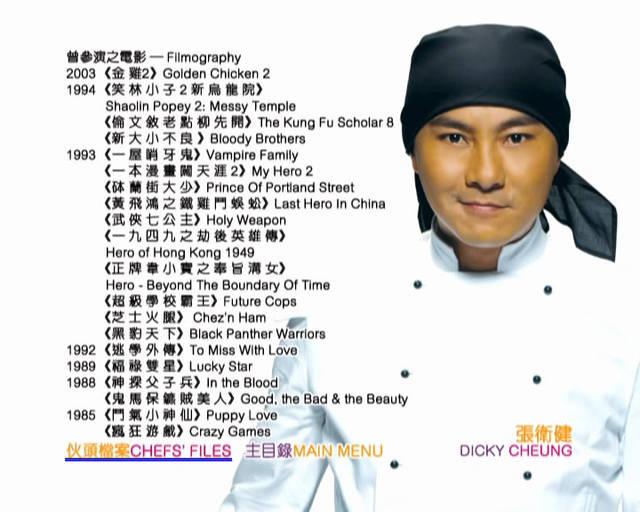 曾參演之電影 — Filmography
2003 《金雞2》Golden Chicken 2
1994 《笑林小子2新烏龍院》
Shaolin Popey 2: Messy Temple
《倫文敘老點柳先開》The Kung Fu Scholar 8
《新大小不良》Bloody Brothers
1993 《一屋哨牙鬼》Vampire Family
《一本漫畫闖天涯2》My Hero 2
《砵蘭街大少》Prince Of Portland Street
《黃飛鴻之鐵雞鬥蜈蚣》Last Hero In China
《武俠七公主》Holy Weapon
《一九四九之劫後英雄傳》
Hero of Hong Kong 1949
《正牌韋小寶之奉旨溝女》
Hero - Beyond The Boundary Of Time
《超級學校霸王》Future Cops
《芝士火腿》Chez'n Ham
《黑豹天下》Black Panther Warriors
1992 《逃學外傳》To Miss With Love
1989 《福祿雙星》Lucky Star
1988 《神探父子兵》In the Blood
《鬼馬保鑣賊美人》Good, the Bad & the Beauty
1985 《鬥氣小神仙》Puppy Love
《瘋狂游戲》Crazy Games
張衛健
伙頭檔案CHEFS' FILES 主目錄MAIN MENU DICKY CHEUNG